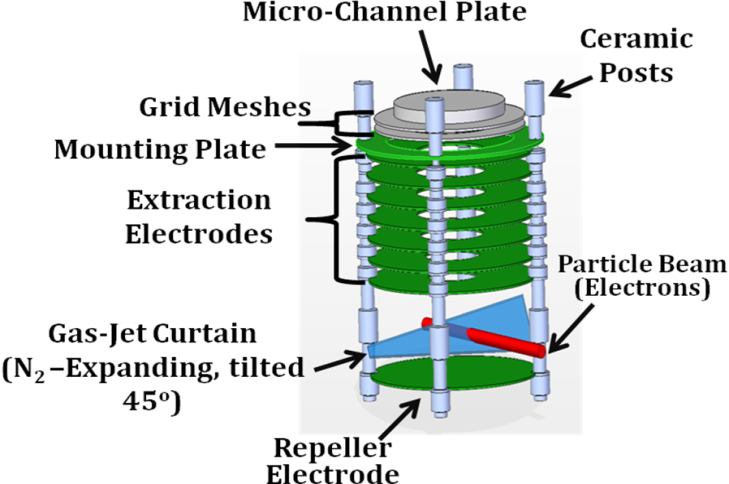 Micro-Channel Plate
Ceramic
Posts
Grid Meshes
Mounting Plate
Extraction
Electrodes
Particle Beam
(Electrons)
Gas-Jet Curtain
(N₂ –Expanding, tilted
45º)
Repeller
Electrode